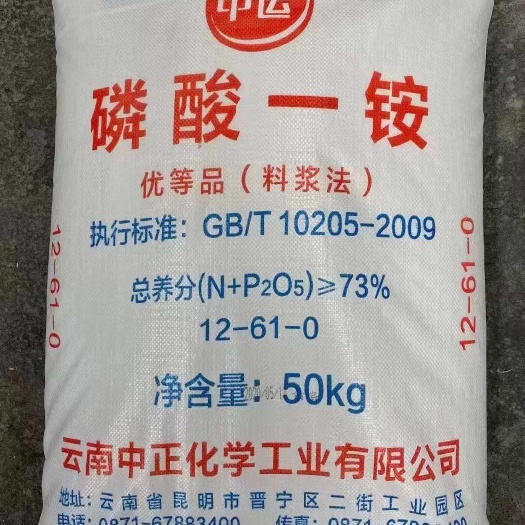 中正
磷酸一铵
优等品（料浆法）
执行标准：GB/T 10205-2009
总养分(N+P2O5)≥73%
12-61-0
12-61-0
12-61-0
净含量：50kg
云南中正化学工业有限公司
地址：云南省昆明市晋宁区二街工业园区
电话：0871-67883400 传真：0871